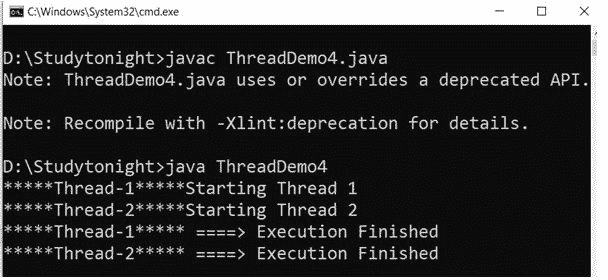 C:\Windows\System32\cmd.exe
D:\Studytonight>javac ThreadDemo4.java
Note: ThreadDemo4.java uses or overrides a deprecated API.
Note: Recompile with -Xlint:deprecation for details.
D:\Studytonight>java ThreadDemo4
*****Thread-1*****Starting Thread 1
*****Thread-2*****Starting Thread 2
*****Thread-1***** ====> Execution Finished
*****Thread-2***** ====> Execution Finished